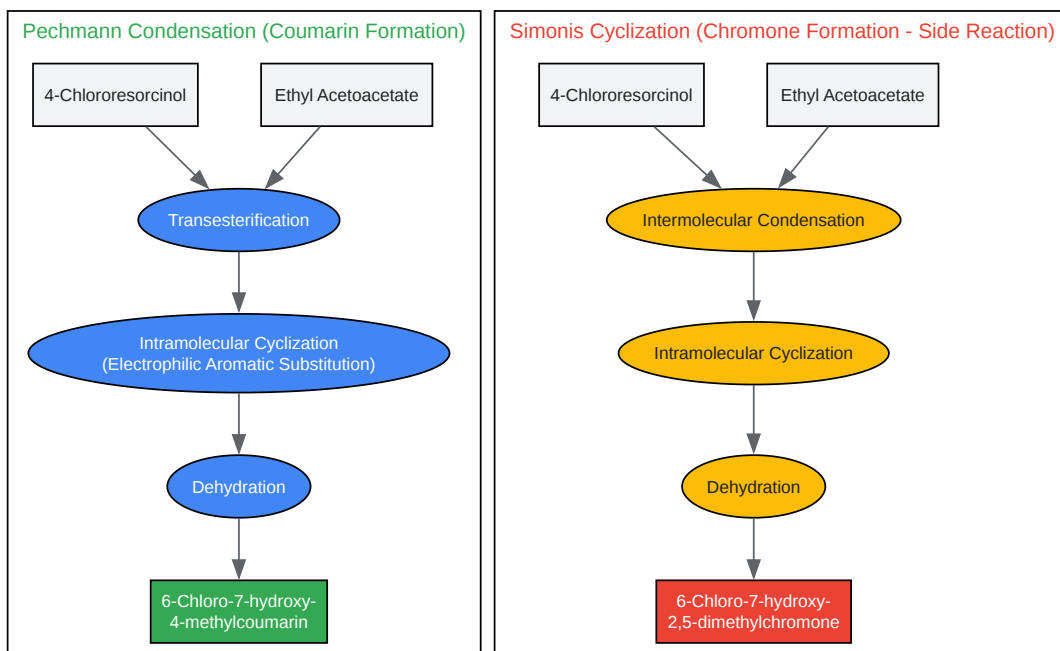 Pechmann Condensation (Coumarin Formation)
4-Chlororesorcinol
Ethyl Acetoacetate
Transesterification
Intramolecular Cyclization
(Electrophilic Aromatic Substitution)
Dehydration
6-Chloro-7-hydroxy-
4-methylcoumarin
Simonis Cyclization (Chromone Formation - Side Reaction)
4-Chlororesorcinol
Ethyl Acetoacetate
Intermolecular Condensation
Intramolecular Cyclization
Dehydration
6-Chloro-7-hydroxy-
2,5-dimethylchromone